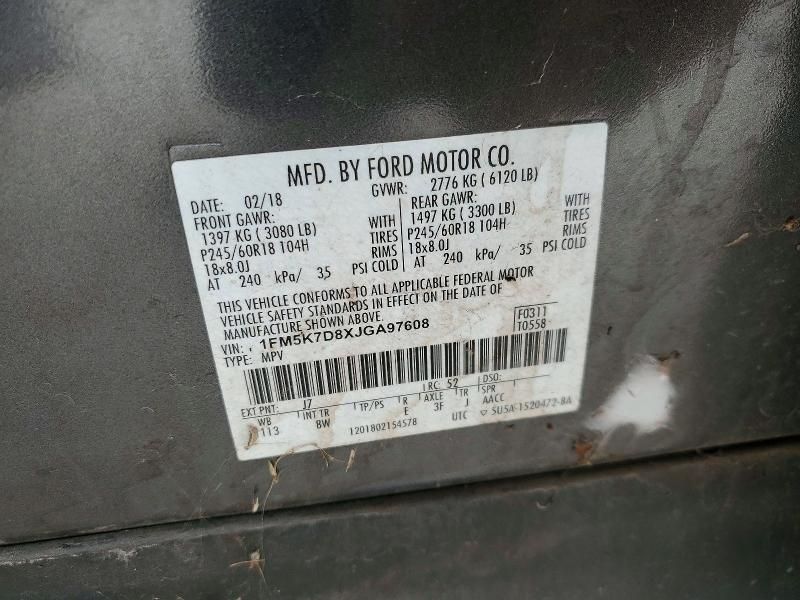 MFD. BY FORD MOTOR CO.
DATE: 02/18 GVWR: 2776 KG ( 6120 LB)
FRONT GAWR: REAR GAWR:
1397 KG ( 3080 LB) WITH 1497 KG ( 3300 LB) WITH
P245/60R18 104H TIRES P245/60R18 104H TIRES
18x8.0J RIMS 18x8.0J RIMS
AT 240 kPa/ 35 PSI COLD AT 240 kPa/ 35 PSI COLD
THIS VEHICLE CONFORMS TO ALL APPLICABLE FEDERAL MOTOR
VEHICLE SAFETY STANDARDS IN EFFECT ON THE DATE OF
MANUFACTURE SHOWN ABOVE.
VIN: 1FM5K7D8XJGA97608
TYPE: MPV
F0311
T0558
EXT PNT: J7 RC: 52 DSO:
WB INT TR TP/PS R AXLE TR SPR
113 BW E 3F J AACC
1201802154578 UTC ▽ SU5A-1520472-BA